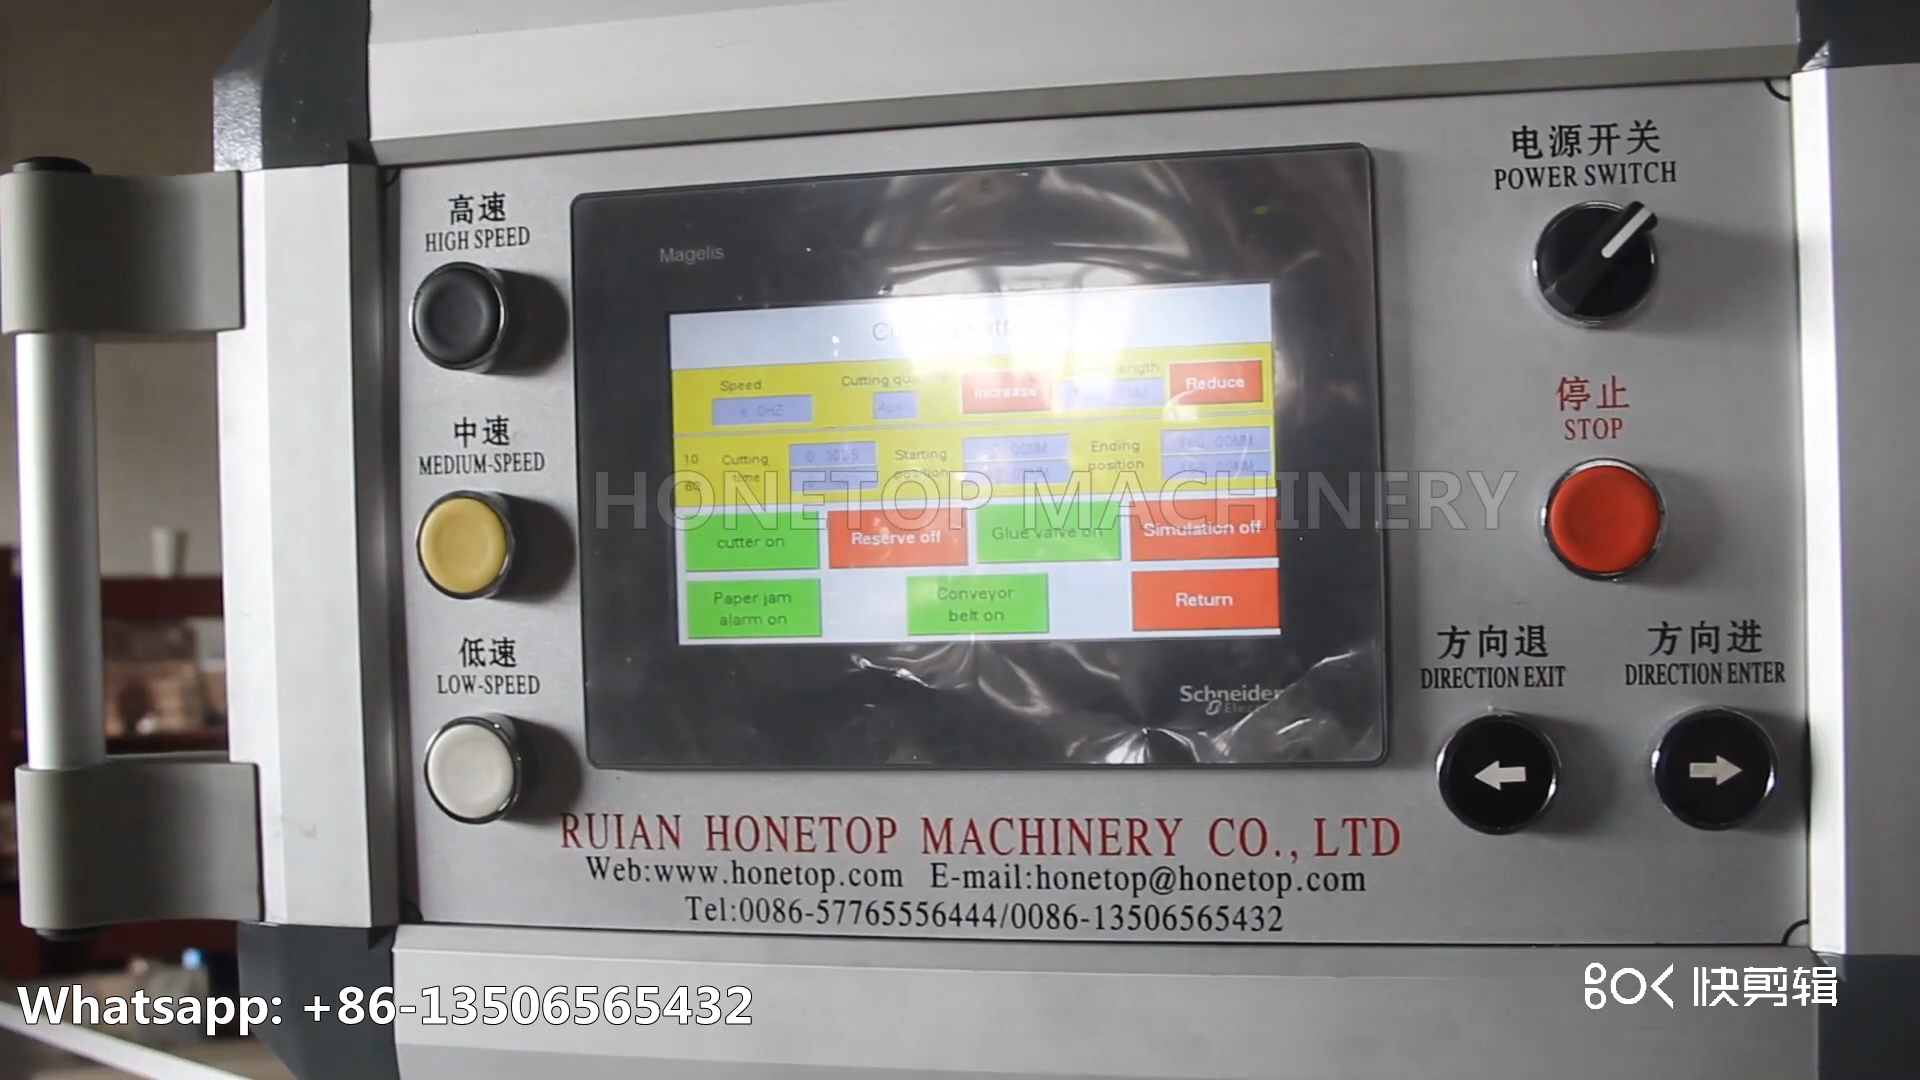 电源开关
POWER SWITCH
高速
HIGH SPEED
Magelis
Speed
Cutting
Increase
Reduce
停止
STOP
中速
MEDIUM-SPEED
10
Cutting
time
Starting
position
Ending
position
HONETOP MACHINERY
cutter on
Reserve off
Glue valve on
Simulation off
Paper jam
alarm on
Conveyor
belt on
Return
低速
LOW-SPEED
方向退
DIRECTION EXIT
方向进
DIRECTION ENTER
Schneider
RUIAN HONETOP MACHINERY CO., LTD
Web:www.honetop.com E-mail:honetop@honetop.com
Tel:0086-57765556444/0086-13506565432
Whatsapp: +86-13506565432
快剪辑